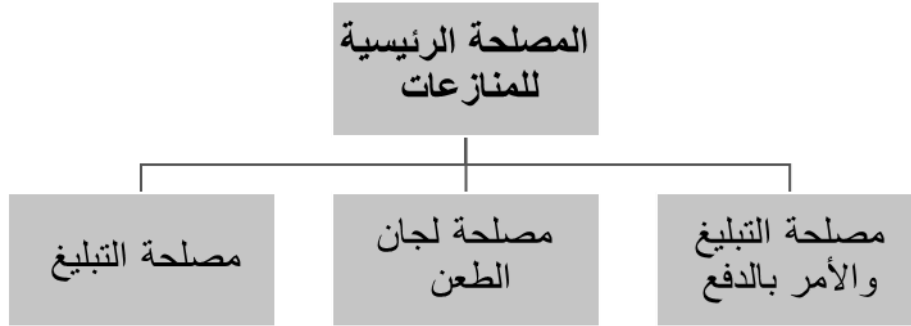 المصلحة الرئيسية
للمنازعات
مصلحة التبليغ
والأمر بالدفع
مصلحة لجان
الطعن
مصلحة التبليغ